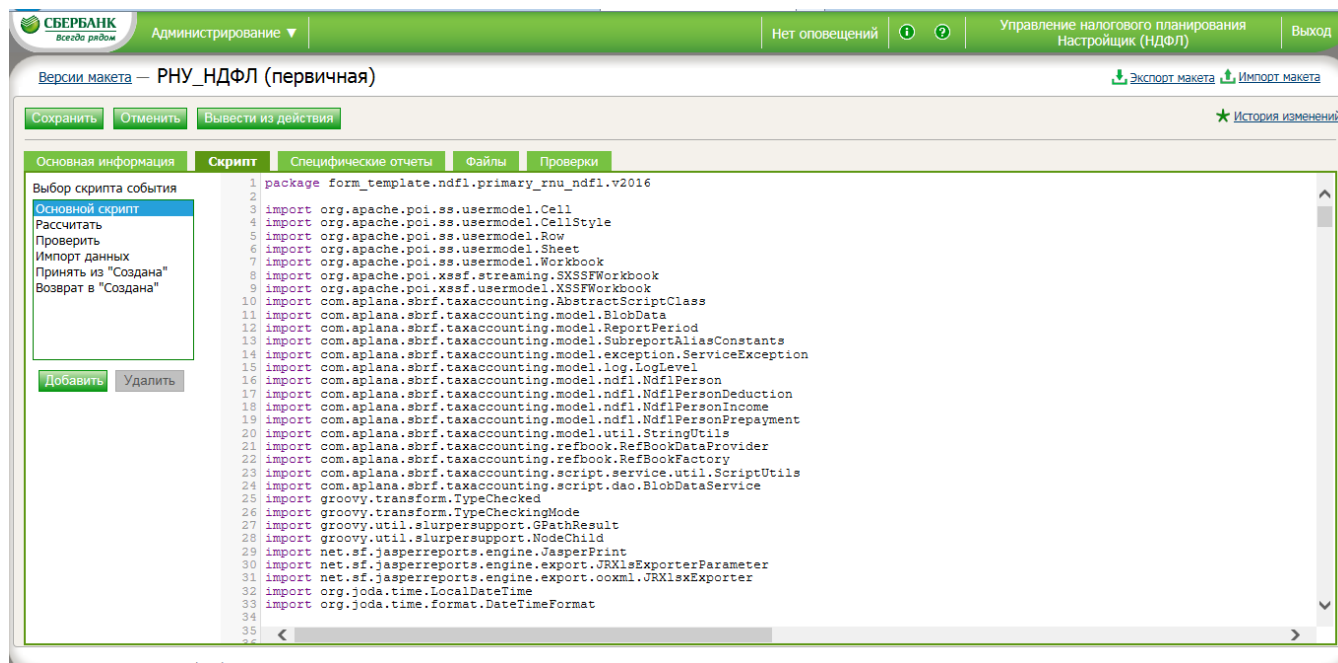 СБЕРБАНК
Всегда рядом
Администрирование ▼
Нет оповещений
Управление налогового планирования
Настройщик (НДФЛ)
Выход
Версии макета — РНУ_НДФЛ (первичная)
Экспорт макета Импорт макета
Сохранить Отменить Вывести из действия
История изменений
Основная информация Скрипт Специфические отчеты Файлы Проверки
Выбор скрипта события
Основной скрипт
Рассчитать
Проверить
Импорт данных
Принять из "Создана"
Возврат в "Создана"
Добавить Удалить
1 package form_template.ndfl.primary_rnu_ndfl.v2016
2
3 import org.apache.poi.ss.usermodel.Cell
4 import org.apache.poi.ss.usermodel.CellStyle
5 import org.apache.poi.ss.usermodel.Row
6 import org.apache.poi.ss.usermodel.Sheet
7 import org.apache.poi.ss.usermodel.Workbook
8 import org.apache.poi.xssf.streaming.SXSSFWorkbook
9 import org.apache.poi.xssf.usermodel.XSSFWorkbook
10 import com.aplana.sbrf.taxaccounting.AbstractScriptClass
11 import com.aplana.sbrf.taxaccounting.model.BlobData
12 import com.aplana.sbrf.taxaccounting.model.ReportPeriod
13 import com.aplana.sbrf.taxaccounting.model.SubreportAliasConstants
14 import com.aplana.sbrf.taxaccounting.model.exception.ServiceException
15 import com.aplana.sbrf.taxaccounting.model.log.LogLevel
16 import com.aplana.sbrf.taxaccounting.model.ndfl.NdflPerson
17 import com.aplana.sbrf.taxaccounting.model.ndfl.NdflPersonDeduction
18 import com.aplana.sbrf.taxaccounting.model.ndfl.NdflPersonIncome
19 import com.aplana.sbrf.taxaccounting.model.ndfl.NdflPersonPrepayment
20 import com.aplana.sbrf.taxaccounting.model.util.StringUtils
21 import com.aplana.sbrf.taxaccounting.refbook.RefBookDataProvider
22 import com.aplana.sbrf.taxaccounting.refbook.RefBookFactory
23 import com.aplana.sbrf.taxaccounting.script.service.util.ScriptUtils
24 import com.aplana.sbrf.taxaccounting.script.dao.BlobDataService
25 import groovy.transform.TypeChecked
26 import groovy.transform.TypeCheckingMode
27 import groovy.util.slurpersupport.GPathResult
28 import groovy.util.slurpersupport.NodeChild
29 import net.sf.jasperreports.engine.JasperPrint
30 import net.sf.jasperreports.engine.export.JRXlsExporterParameter
31 import net.sf.jasperreports.engine.export.ooxml.JRXlsxExporter
32 import org.joda.time.LocalDateTime
33 import org.joda.time.format.DateTimeFormat
34
35